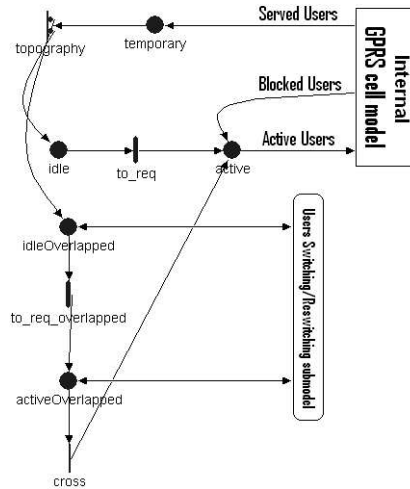 Served Users
topography
temporary
Internal
GPRS cell model
Blocked Users
Active Users
idle
to_req
active
idleOverlapped
to_req_overlapped
Users Switching/Reswitching submodel
activeOverlapped
cross